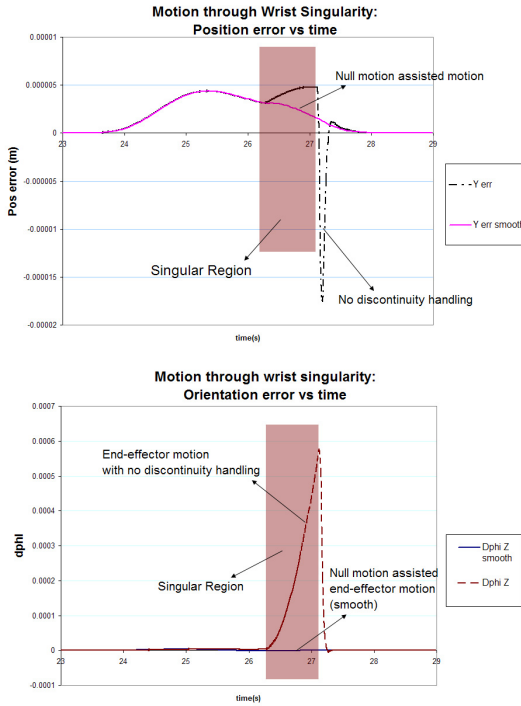 Motion through Wrist Singularity:
Position error vs time
0.00001
0.000005
0
-0.000005
-0.00001
-0.000015
-0.00002
23
24
25
26
27
28
29
Pos error (m)
time(s)
Null motion assisted motion
Singular Region
No discontinuity handling
Y err
Y err smooth
Motion through wrist singularity:
Orientation error vs time
0.0007
0.0006
0.0005
0.0004
0.0003
0.0002
0.0001
0
-0.0001
23
24
25
26
27
28
29
dphI
time(s)
End-effector motion
with no discontinuity handling
Singular Region
Null motion assisted
end-effector motion
(smooth)
Dphi Z
smooth
Dphi Z